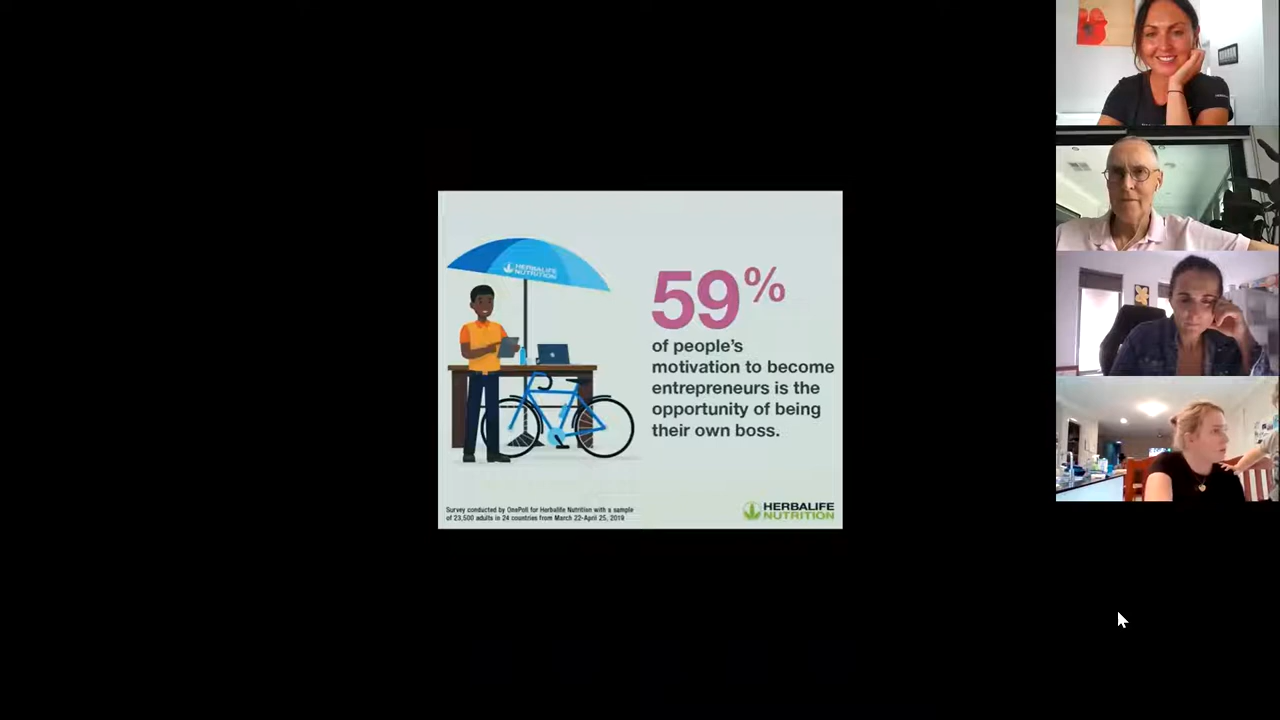 HERBALIFE
NUTRITION
59%
of people's
motivation to become
entrepreneurs is the
opportunity of being
their own boss.
Survey conducted by OnePoll for Herbalife Nutrition with a sample
of 23,500 adults in 24 countries from March 22-April 25, 2019
HERBALIFE
NUTRITION